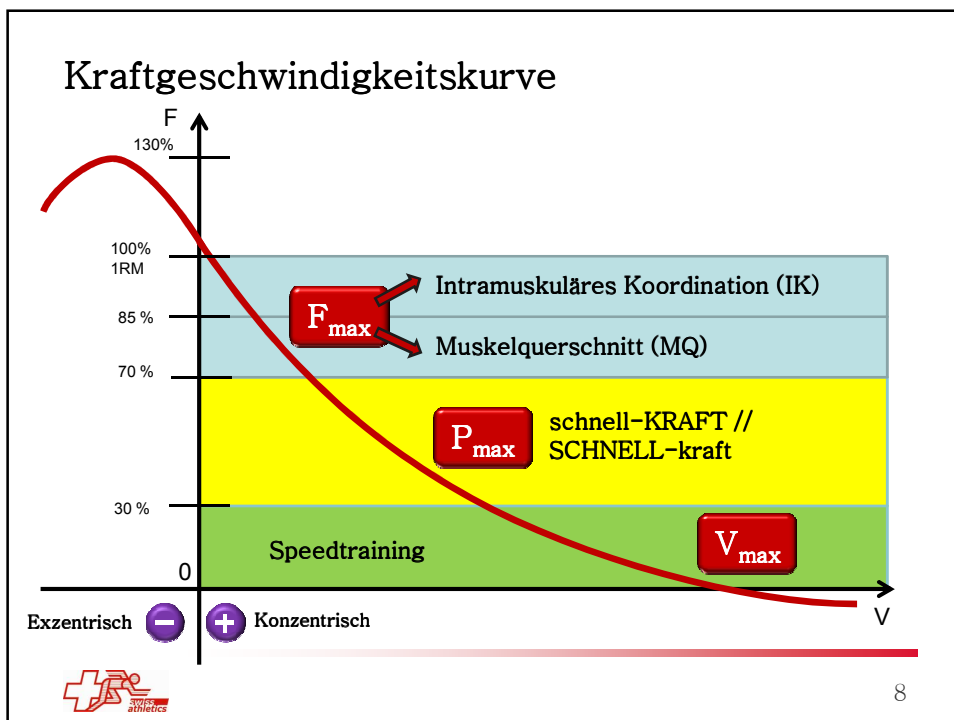 Kraftgeschwindigkeitskurve
F
130%
100%
1RM
Intramuskuläres Koordination (IK)
Fmax
85 %
Muskelquerschnitt (MQ)
70 %
schnell-KRAFT //
Pmax
SCHNELL-kraft
30 %
Vmax
Speedtraining
0
Exzentrisch − + Konzentrisch
V
swiss
athletics
8